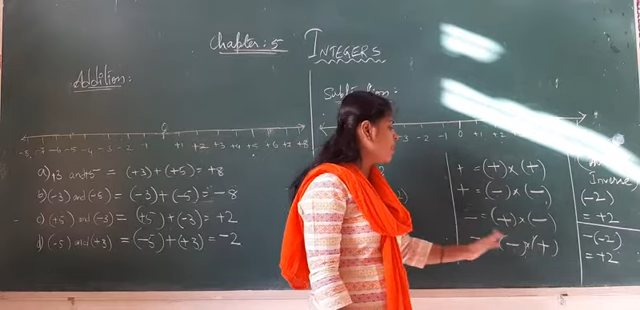 Chapter: 5 INTEGERS
Addition:
-8 -7 -6 -5 -4 -3 -2 -1 0 +1 +2 +3 +4 +5 +6 +7 +8
a) +3 and +5 = (+3) + (+5) = +8
b) (-3) and (-5) = (-3) + (-5) = -8
c) (+5) and (-3) = (+5) + (-3) = +2
d) (-5) and (+3) = (-5) + (+3) = -2
-3 -2 -1 0 +1 +2
+ = (+) × (+)
+ = (-) × (-)
- = (+) × (-)
(-) × (+)
Inverse
(-2)
= +2
-(-2)
= +2